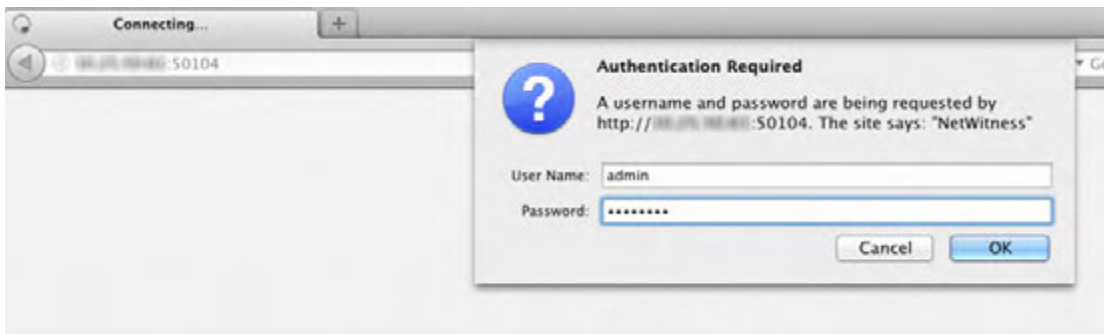 Connecting...
+
:50104
G
?
Authentication Required
A username and password are being requested by
http:// :50104. The site says: "NetWitness"
User Name: admin
Password: ••••••••
Cancel OK